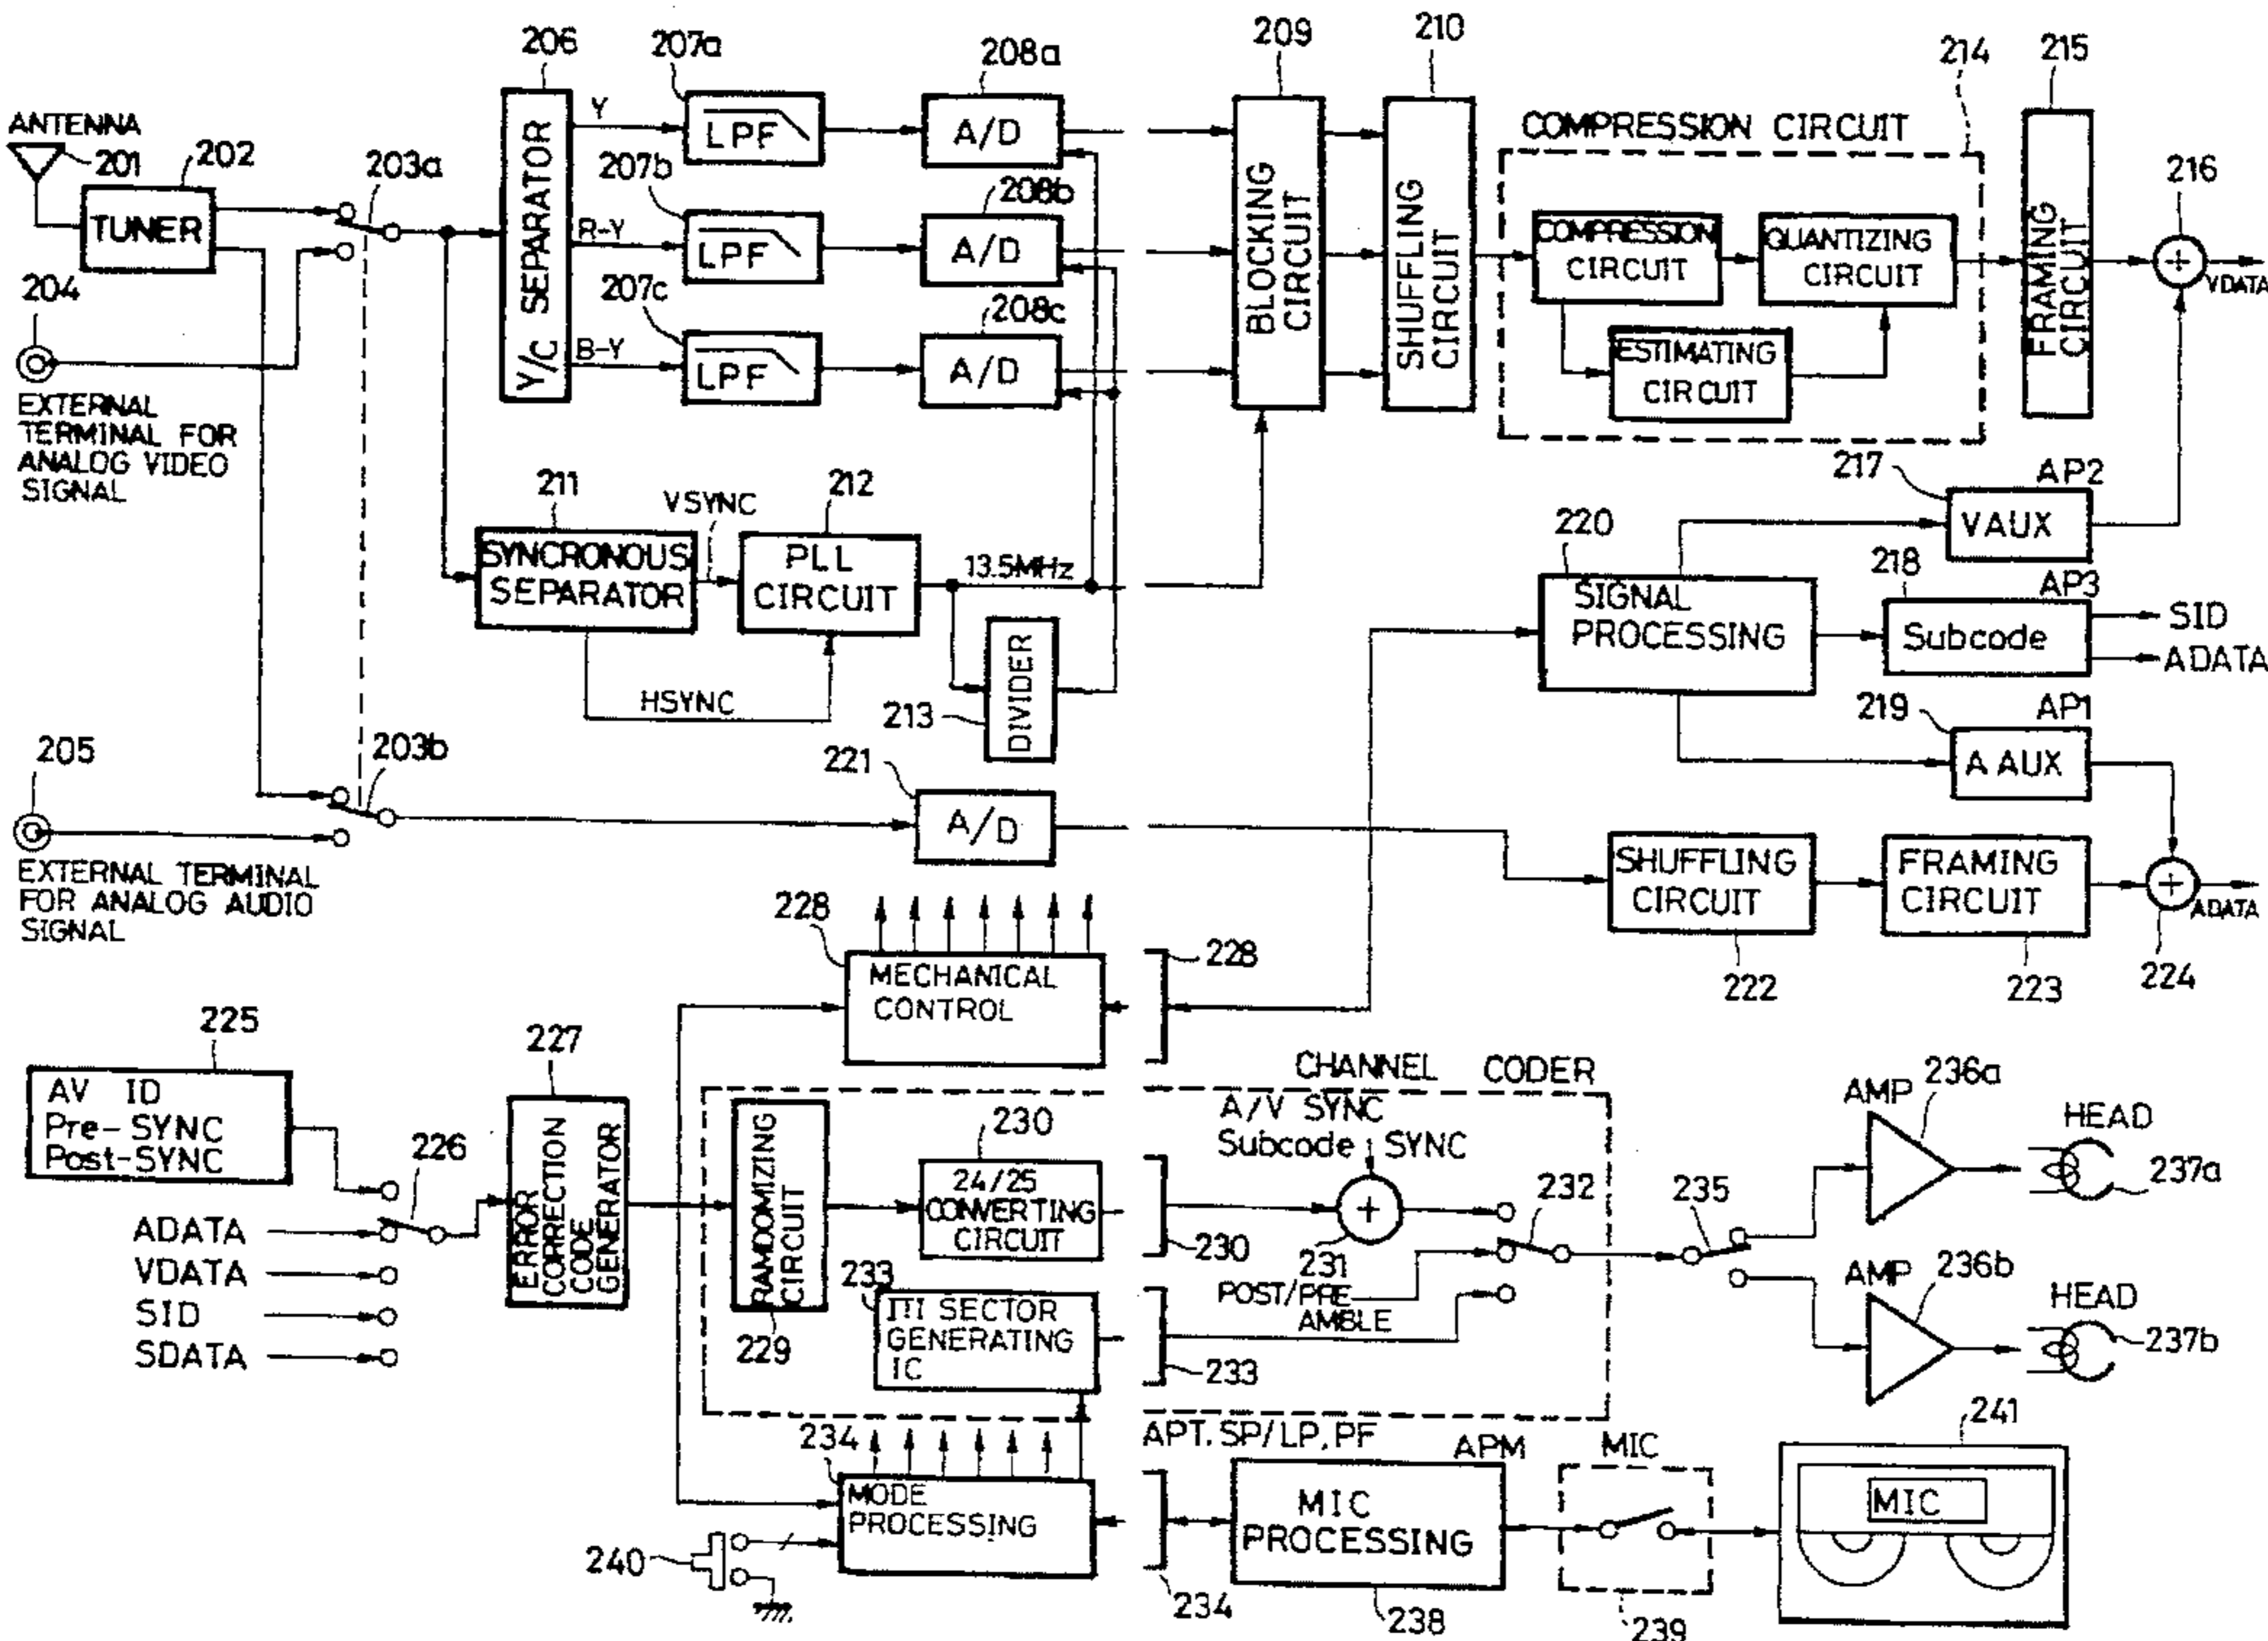 206
207a
208a
209
210
214
215
ANTENNA
201
202
203a
TUNER
204
EXTERNAL
TERMINAL FOR
ANALOG VIDEO
SIGNAL
Y/C SEPARATOR
Y
R-Y
B-Y
LPF
207b
LPF
207c
LPF
A/D
208b
A/D
208c
A/D
BLOCKING
CIRCUIT
SHUFFLING
CIRCUIT
COMPRESSION CIRCUIT
COMPRESSION
CIRCUIT
QUANTIZING
CIRCUIT
ESTIMATING
CIRCUIT
FRAMING
CIRCUIT
216
VDATA
211
VSYNC
212
SYNCRONOUS
SEPARATOR
PLL
CIRCUIT
13.5MHz
HSYNC
213
DIVIDER
217
AP2
VAUX
220
SIGNAL
PROCESSING
218
AP3
Subcode
SID
ADATA
219
AP1
A AUX
205
203b
221
A/D
EXTERNAL TERMINAL
FOR ANALOG AUDIO
SIGNAL
SHUFFLING
CIRCUIT
222
FRAMING
CIRCUIT
223
224
ADATA
228
MECHANICAL
CONTROL
228
225
AV ID
Pre-SYNC
Post-SYNC
226
227
ADATA
VDATA
SID
SDATA
ERROR
CORRECTION
CODE
GENERATOR
CHANNEL CODER
RAMDOMIZING
CIRCUIT
229
230
24/25
CONVERTING
CIRCUIT
230
A/V SYNC
Subcode SYNC
231
232
POST/PRE
AMBLE
233
ITI SECTOR
GENERATING
IC
233
235
AMP
236a
HEAD
237a
AMP
236b
HEAD
237b
234
APT. SP/LP, PF
MODE
PROCESSING
240
234
APM
MIC
PROCESSING
238
MIC
239
241
MIC